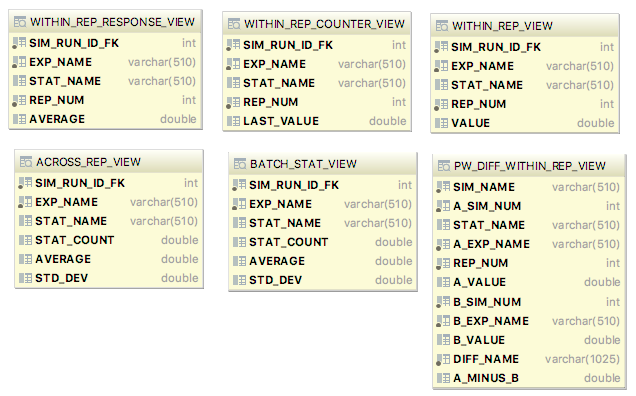 WITHIN_REP_RESPONSE_VIEW
SIM_RUN_ID_FK int
EXP_NAME varchar(510)
STAT_NAME varchar(510)
REP_NUM int
AVERAGE double
WITHIN_REP_COUNTER_VIEW
SIM_RUN_ID_FK int
EXP_NAME varchar(510)
STAT_NAME varchar(510)
REP_NUM int
LAST_VALUE double
WITHIN_REP_VIEW
SIM_RUN_ID_FK int
EXP_NAME varchar(510)
STAT_NAME varchar(510)
REP_NUM int
VALUE double
ACROSS_REP_VIEW
SIM_RUN_ID_FK int
EXP_NAME varchar(510)
STAT_NAME varchar(510)
STAT_COUNT double
AVERAGE double
STD_DEV double
BATCH_STAT_VIEW
SIM_RUN_ID_FK int
EXP_NAME varchar(510)
STAT_NAME varchar(510)
STAT_COUNT double
AVERAGE double
STD_DEV double
PW_DIFF_WITHIN_REP_VIEW
SIM_NAME varchar(510)
A_SIM_NUM int
STAT_NAME varchar(510)
A_EXP_NAME varchar(510)
REP_NUM int
A_VALUE double
B_SIM_NUM int
B_EXP_NAME varchar(510)
B_VALUE double
DIFF_NAME varchar(1025)
A_MINUS_B double